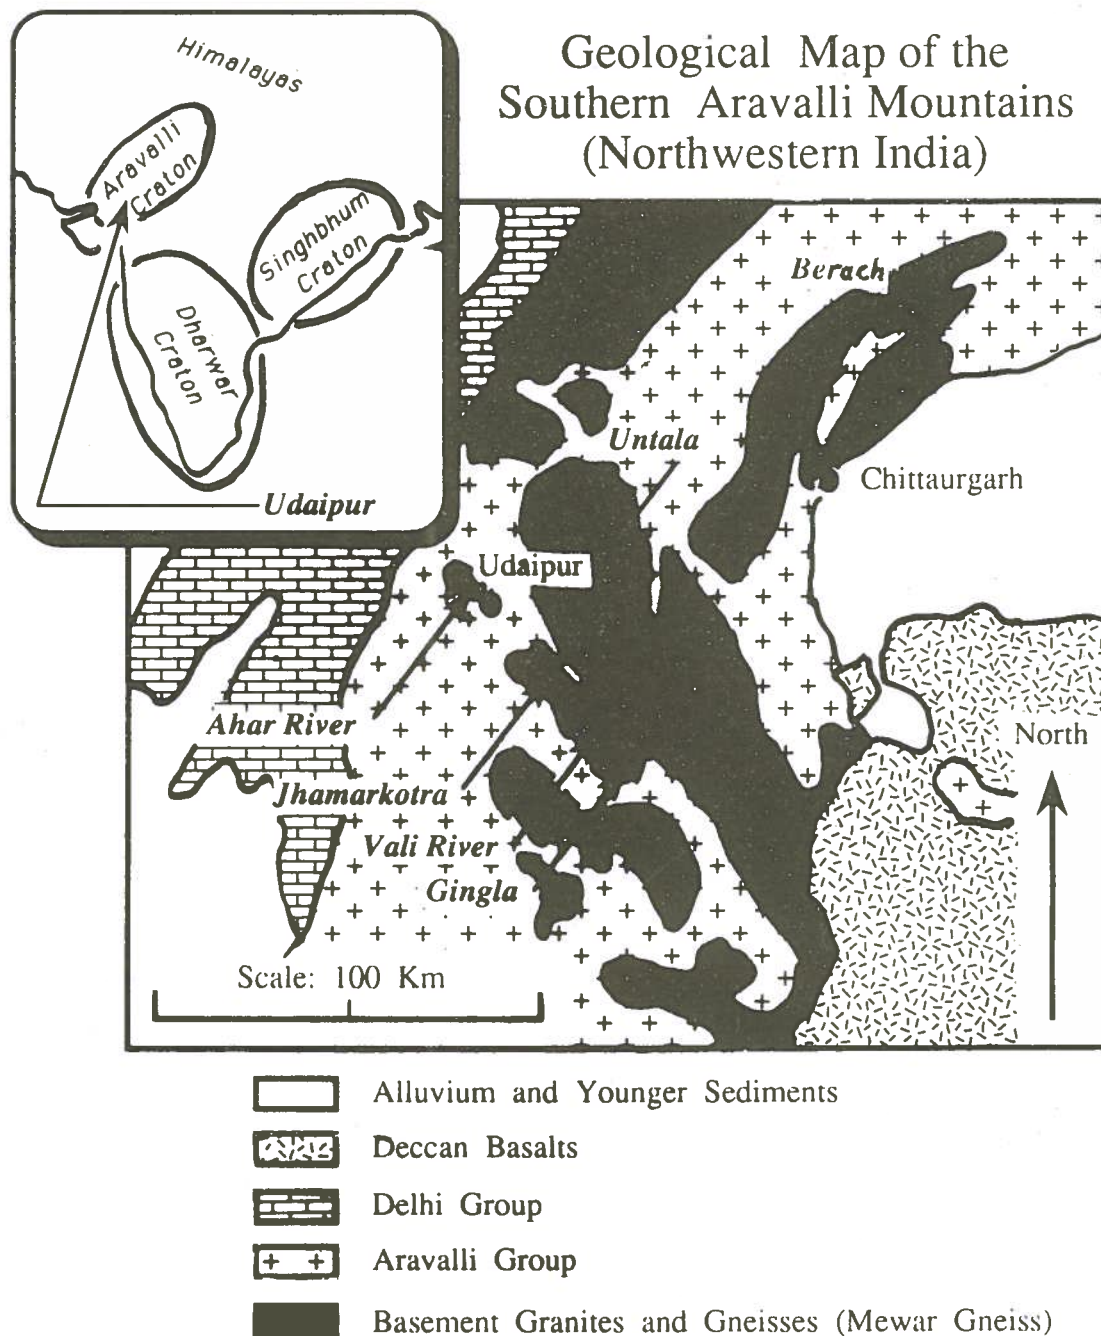 Geological Map of the
Southern Aravalli Mountains
(Northwestern India)
Himalayas
Aravalli
Craton
Singhbhum
Craton
Dharwar
Craton
Udaipur
Berach
Untala
Chittaurgarh
Udaipur
Ahar River
North
Jhamarkotra
Vali River
Gingla
Scale: 100 Km
Alluvium and Younger Sediments
Deccan Basalts
Delhi Group
Aravalli Group
Basement Granites and Gneisses (Mewar Gneiss)